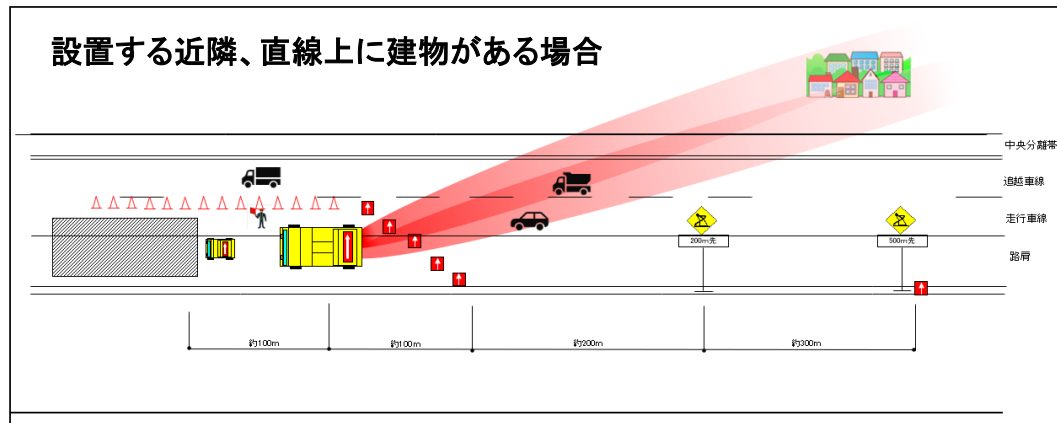 設置する近隣、直線上に建物がある場合
中央分離帯
追越車線
走行車線
200m先
500m先
路肩
約100m
約100m
約200m
約300m